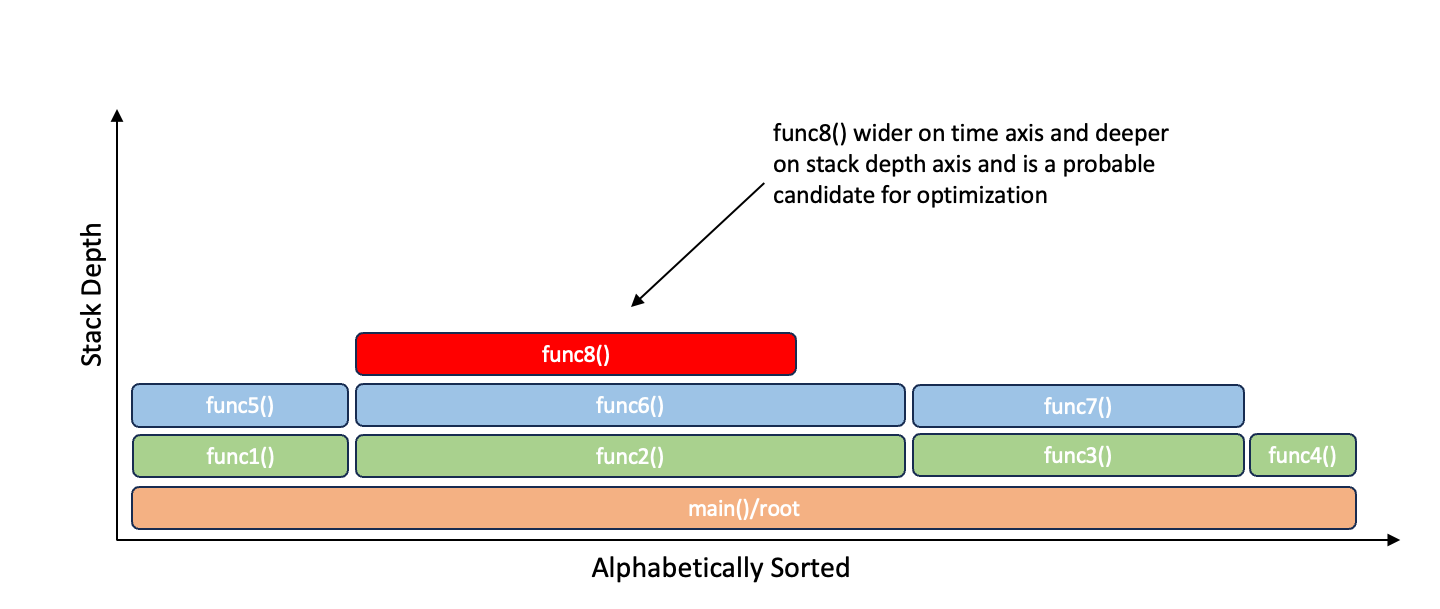 func8() wider on time axis and deeper
on stack depth axis and is a probable
candidate for optimization
Stack Depth
func8()
func5()
func6()
func7()
func1()
func2()
func3()
func4()
main()/root
Alphabetically Sorted